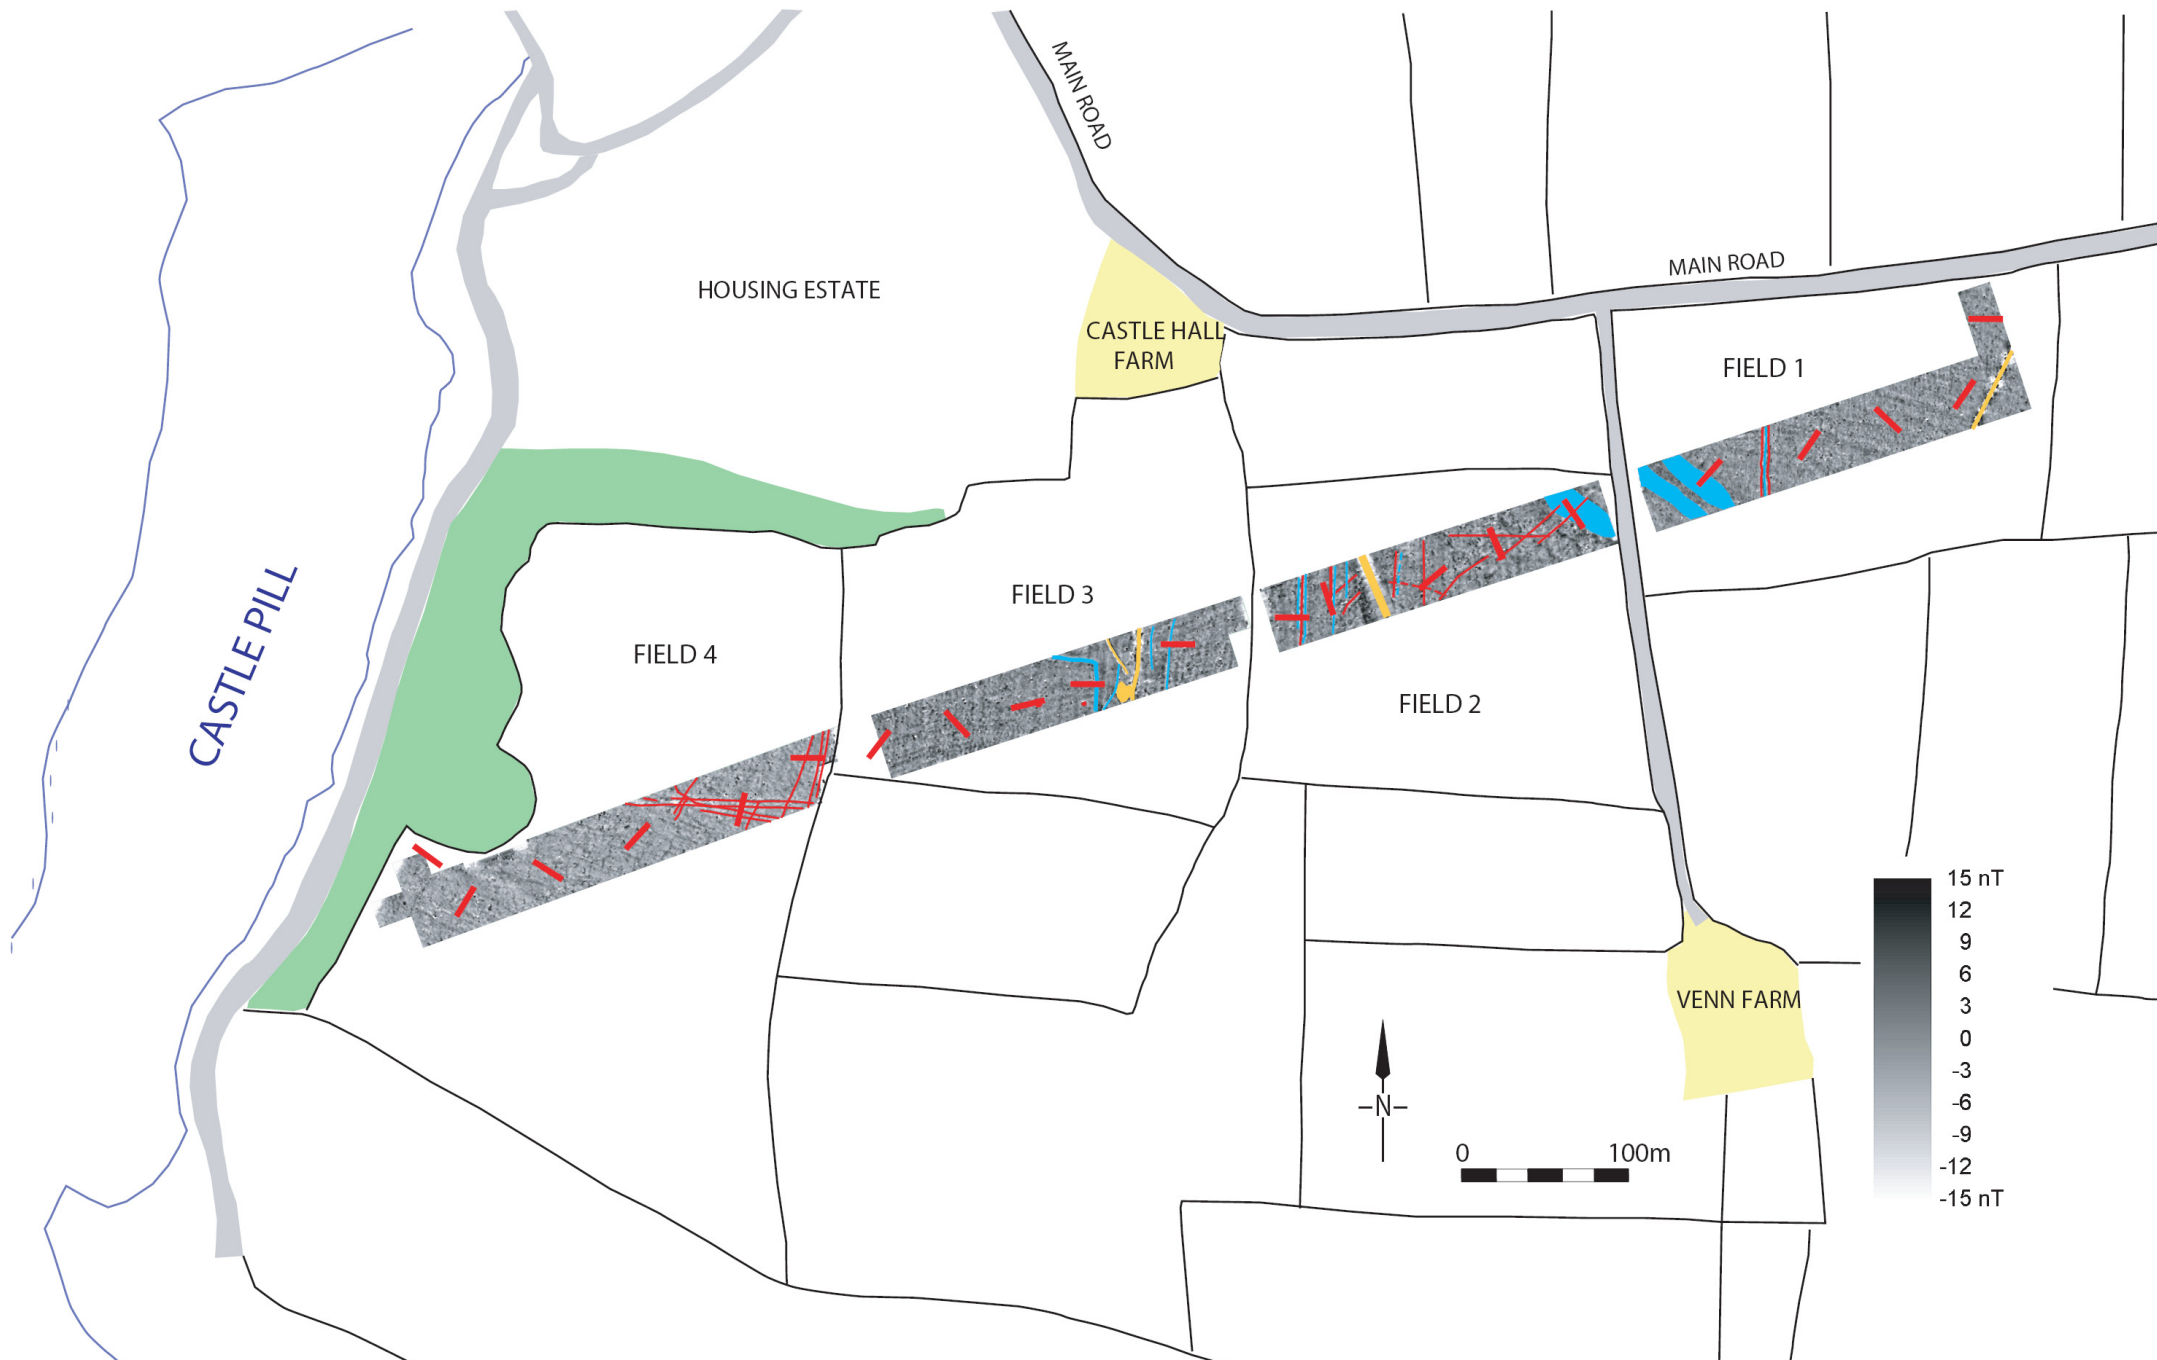 MAIN ROAD
MAIN ROAD
HOUSING ESTATE
CASTLE HALL
FARM
FIELD 1
FIELD 3
FIELD 4
FIELD 2
CASTLE PILL
VENN FARM
N
0 100m
15 nT
12
9
6
3
0
-3
-6
-9
-12
-15 nT